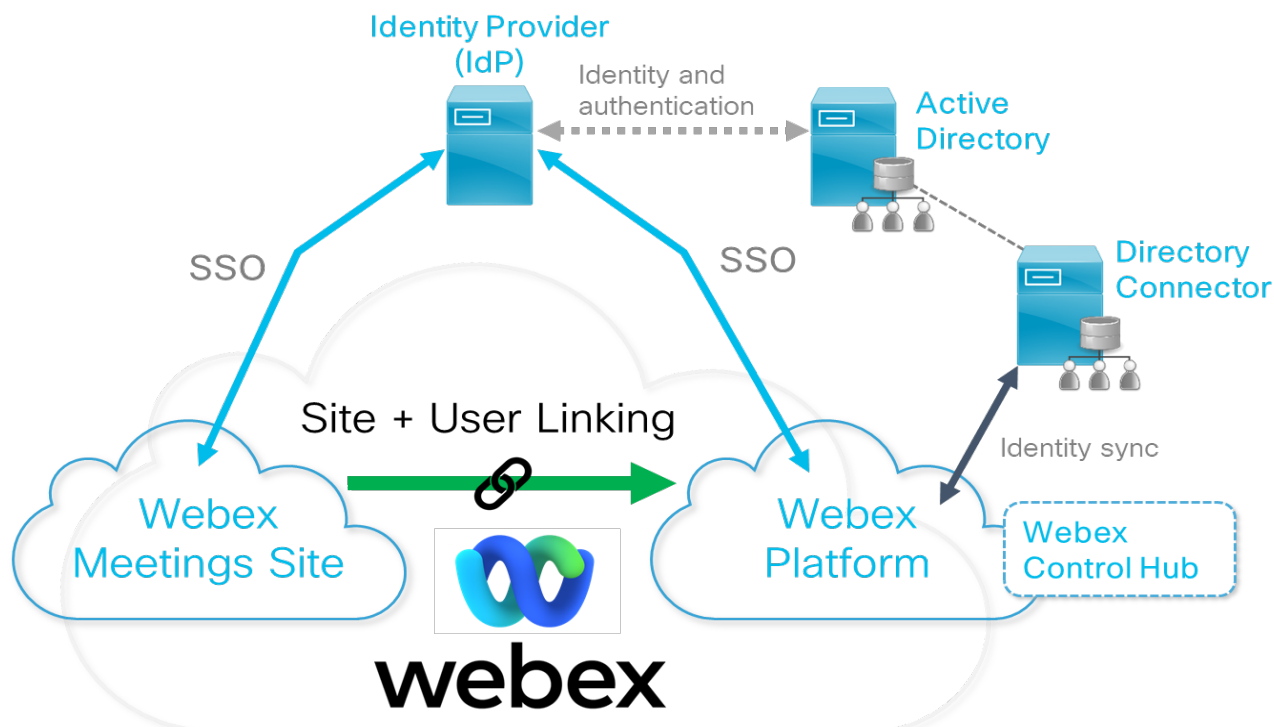 Identity Provider
(IdP)
Identity and
authentication
Active
Directory
SSO
SSO
Directory
Connector
Site + User Linking
Identity sync
Webex
Meetings Site
Webex
Platform
Webex
Control Hub
webex